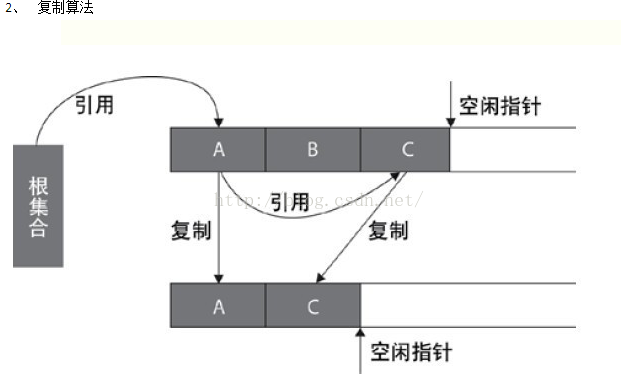 2、 复制算法
引用
空闲指针
A
B
C
根集合
http://blog.csdn.net/
引用
复制
复制
A
C
空闲指针